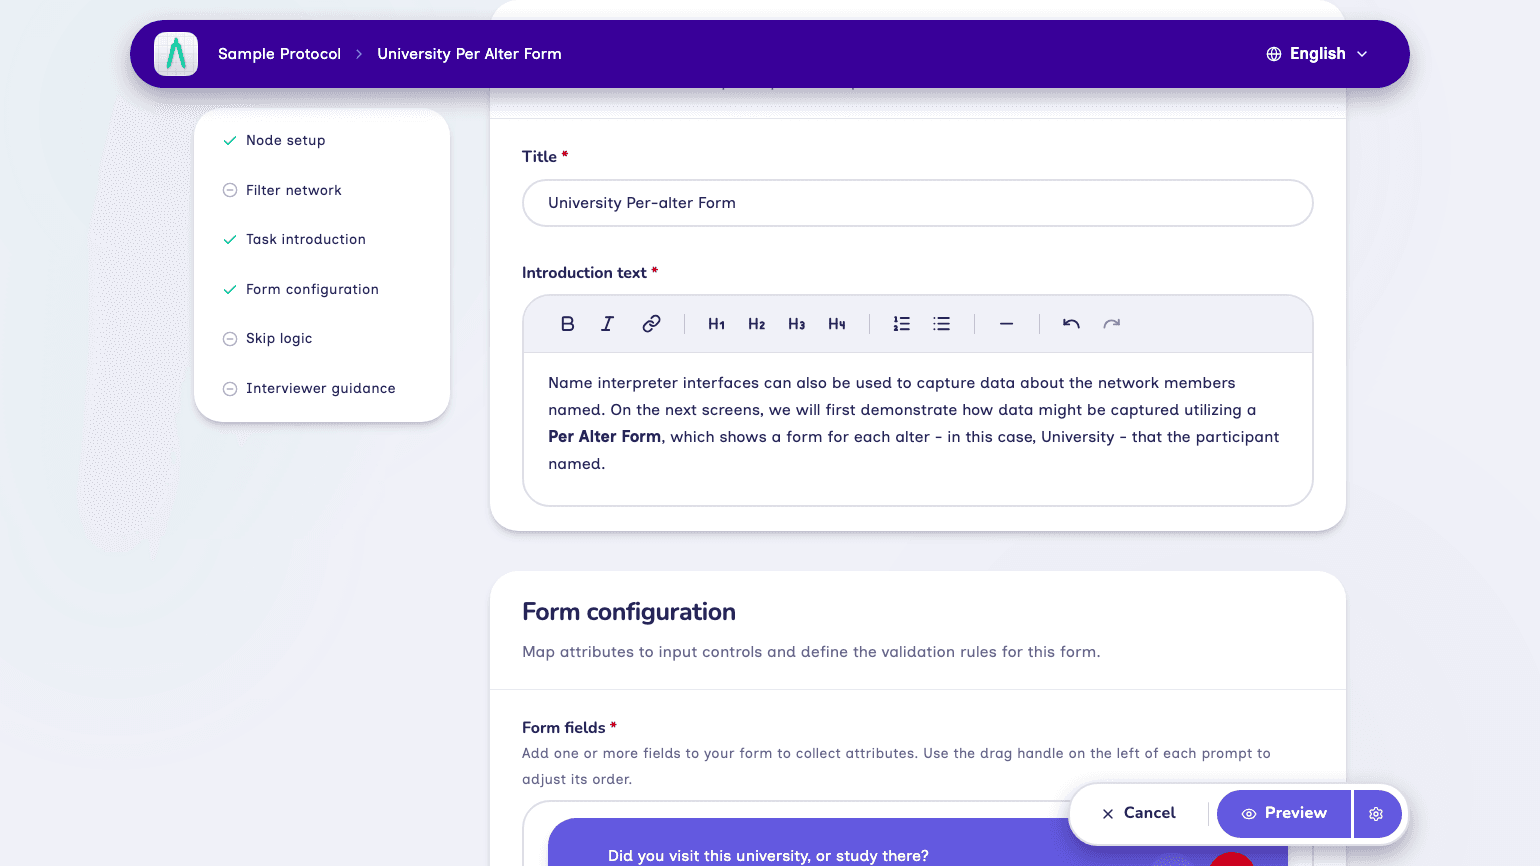 Sample Protocol
University Per Alter Form
English
Node setup
Filter network
Task introduction
Form configuration
Skip logic
Interviewer guidance
Title *
University Per-alter Form
Introduction text *
B I H1 H2 H3 H4
Name interpreter interfaces can also be used to capture data about the network members
named. On the next screens, we will first demonstrate how data might be captured utilizing a
Per Alter Form, which shows a form for each alter - in this case, University - that the participant
named.
Form configuration
Map attributes to input controls and define the validation rules for this form.
Form fields *
Add one or more fields to your form to collect attributes. Use the drag handle on the left of each prompt to
adjust its order.
Did you visit this university, or study there?
Cancel
Preview